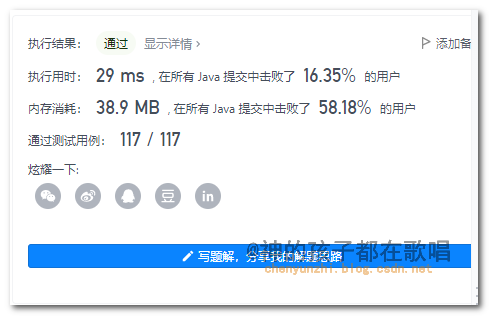 执行结果： 通过 显示详情 › 添加备
执行用时： 29 ms ，在所有 Java 提交中击败了 16.35% 的用户
内存消耗： 38.9 MB ，在所有 Java 提交中击败了 58.18% 的用户
通过测试用例： 117 / 117
炫耀一下:
豆 in
@神的孩子都在歌唱
写题解，分享我的解题思路
chenyunzhi.blog.csdn.net